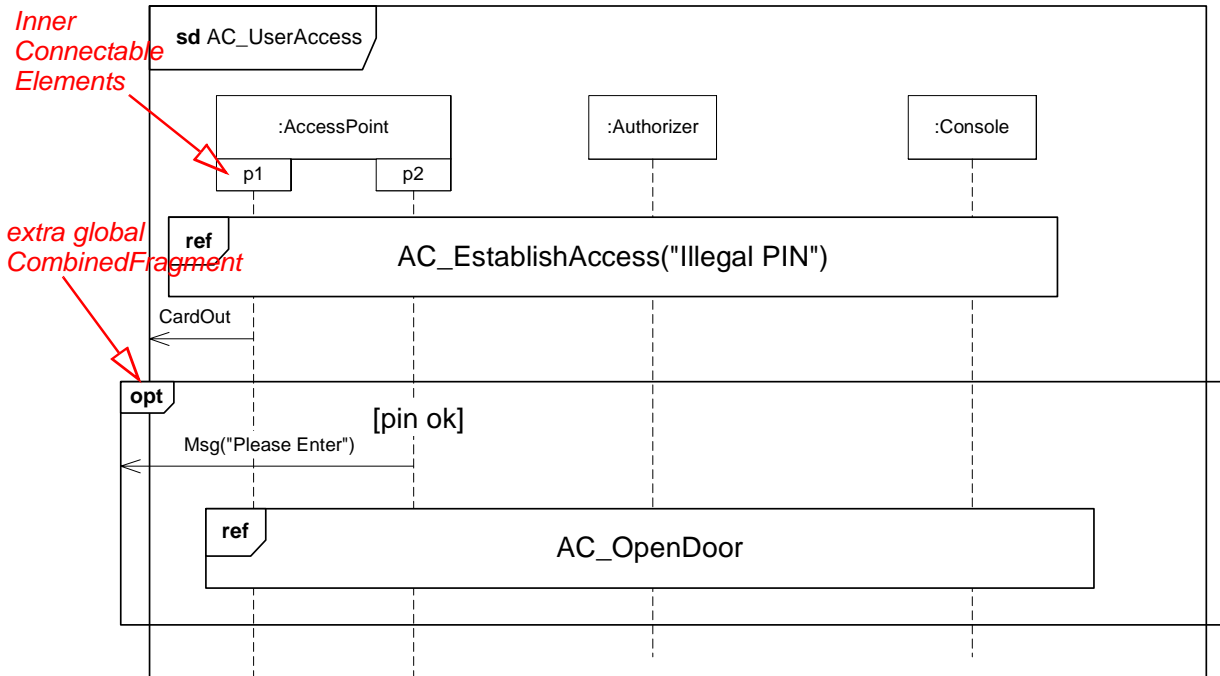 Inner
Connectable
Elements
sd AC_UserAccess
:AccessPoint
:Authorizer
:Console
p1
p2
extra global
CombinedFragment
ref
AC_EstablishAccess("Illegal PIN")
CardOut
opt
[pin ok]
Msg("Please Enter")
ref
AC_OpenDoor